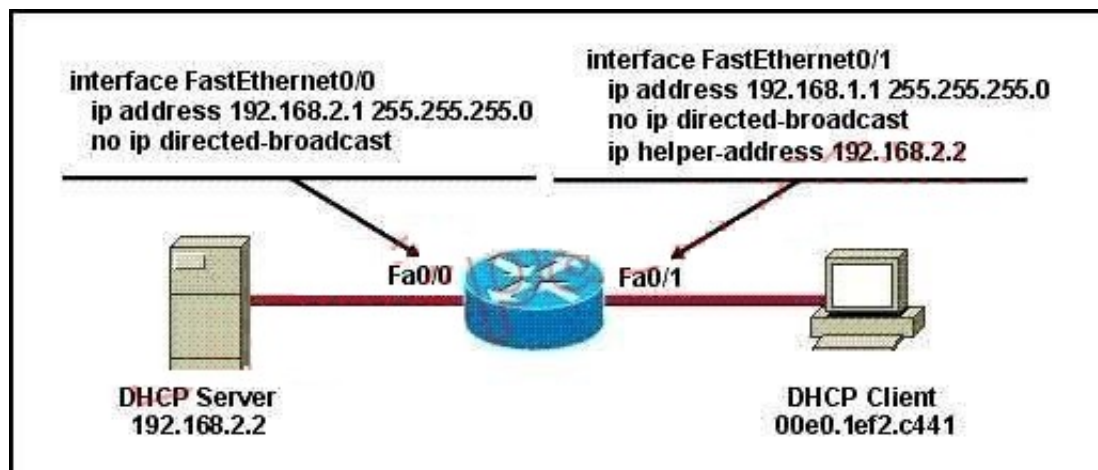 interface FastEthernet0/0
ip address 192.168.2.1 255.255.255.0
no ip directed-broadcast
interface FastEthernet0/1
ip address 192.168.1.1 255.255.255.0
no ip directed-broadcast
ip helper-address 192.168.2.2
Fa0/0
Fa0/1
DHCP Server
192.168.2.2
DHCP Client
00e0.1ef2.c441